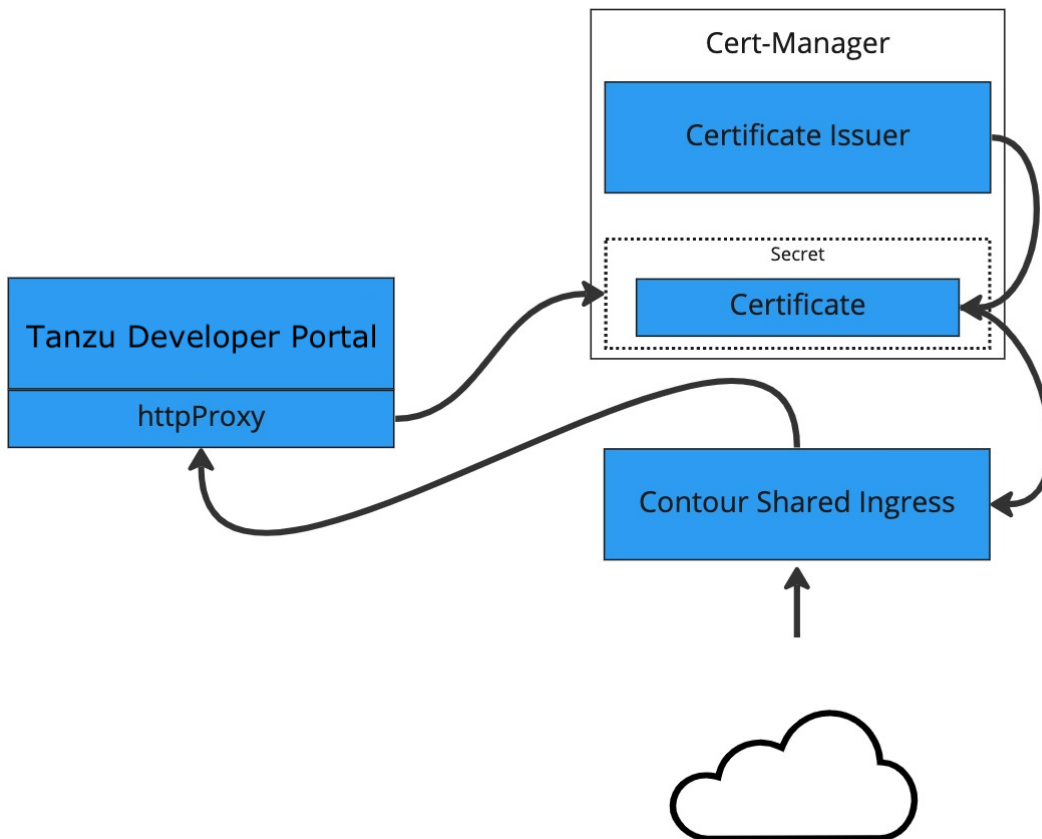 Cert-Manager
Certificate Issuer
Secret
Certificate
Tanzu Developer Portal
httpProxy
Contour Shared Ingress